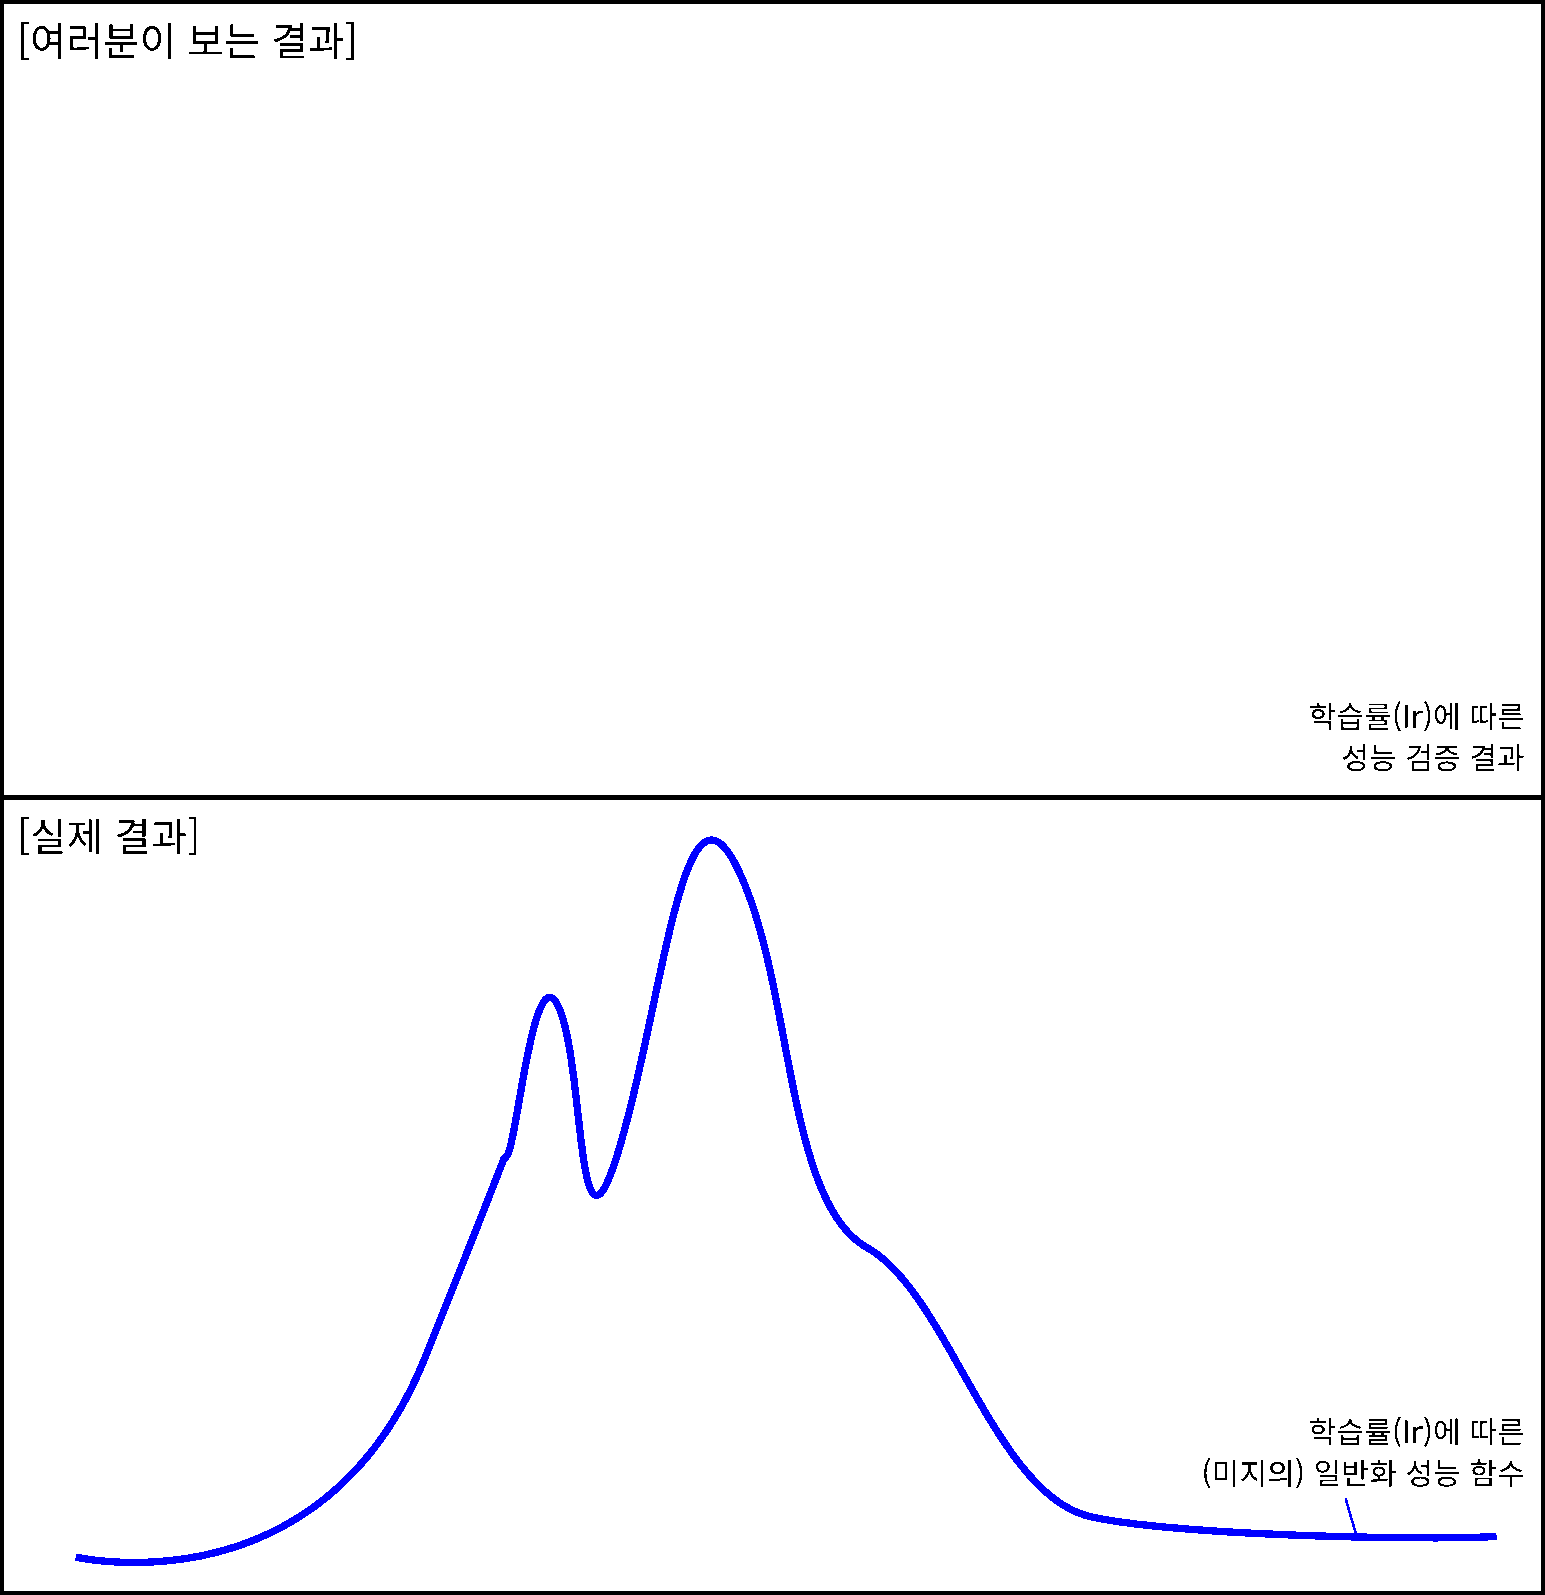 [여러분이 보는 결과]
학습률(lr)에 따른
성능 검증 결과
[실제 결과]
학습률(lr)에 따른
(미지의) 일반화 성능 함수